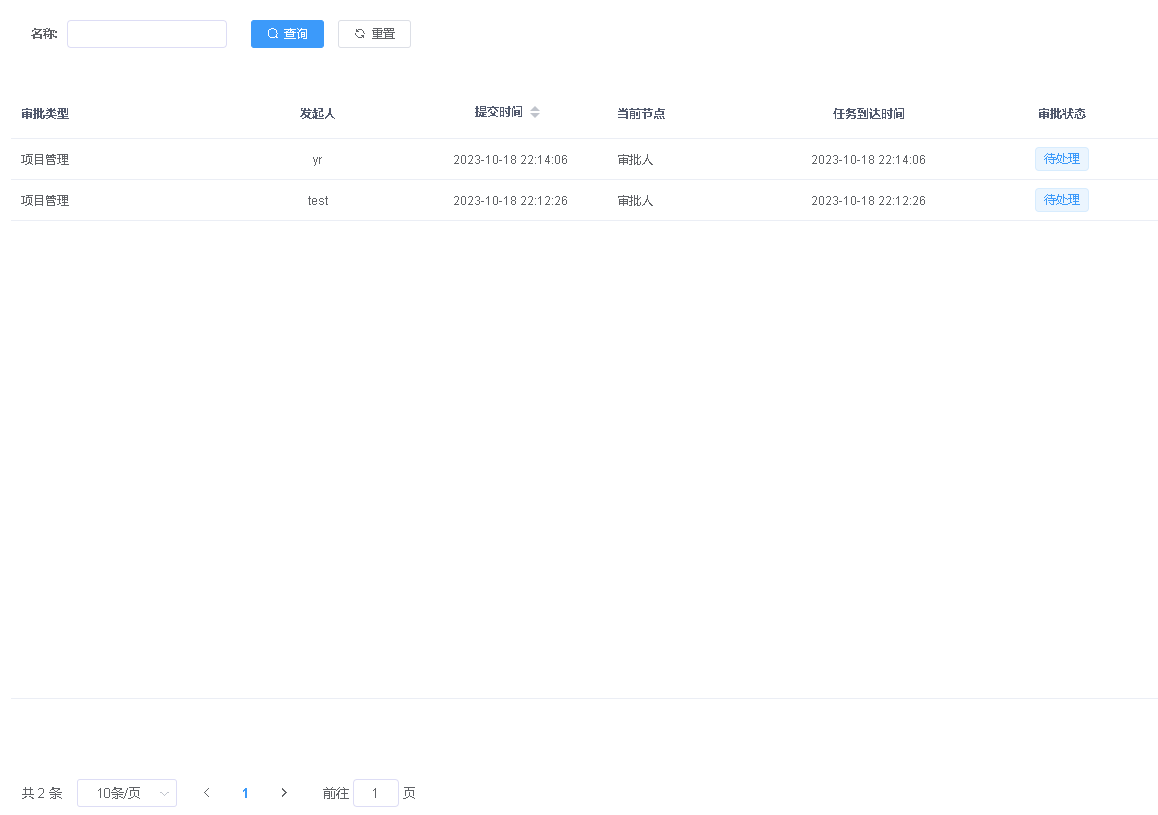 名称: 查询 重置
审批类型 发起人 提交时间 当前节点 任务到达时间 审批状态
项目管理 yr 2023-10-18 22:14:06 审批人 2023-10-18 22:14:06 待处理
项目管理 test 2023-10-18 22:12:26 审批人 2023-10-18 22:12:26 待处理
共 2 条 10条/页 1 前往 1 页